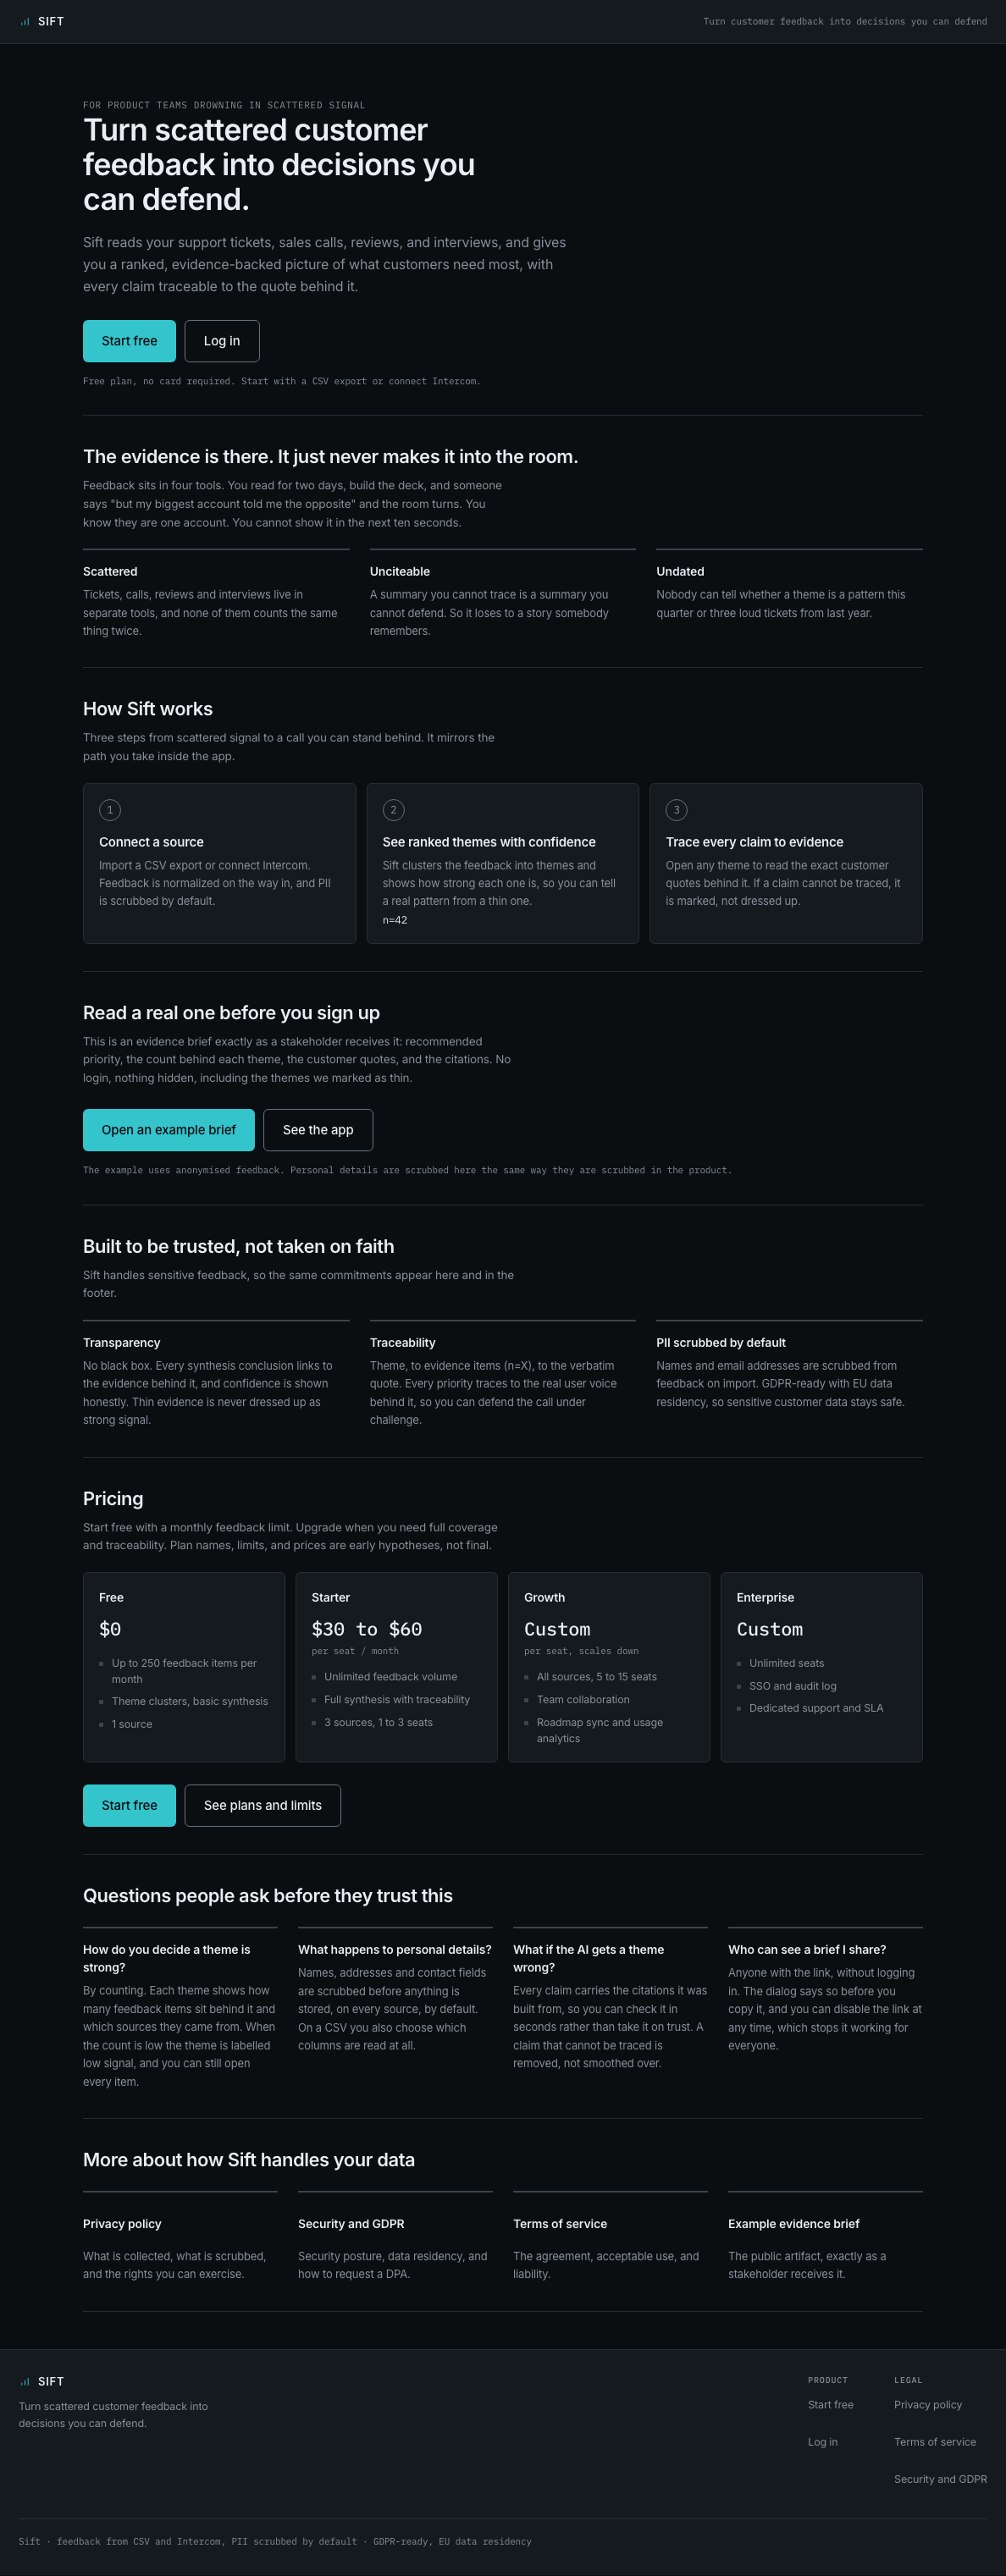 SIFT
Turn customer feedback into decisions you can defend
FOR PRODUCT TEAMS DROWNING IN SCATTERED SIGNAL
Turn scattered customer
feedback into decisions you
can defend.
Sift reads your support tickets, sales calls, reviews, and interviews, and gives
you a ranked, evidence-backed picture of what customers need most, with
every claim traceable to the quote behind it.
Start free
Log in
Free plan, no card required. Start with a CSV export or connect Intercom.
The evidence is there. It just never makes it into the room.
Feedback sits in four tools. You read for two days, build the deck, and someone
says "but my biggest account told me the opposite" and the room turns. You
know they are one account. You cannot show it in the next ten seconds.
Scattered
Tickets, calls, reviews and interviews live in
separate tools, and none of them counts the same
thing twice.
Unciteable
A summary you cannot trace is a summary you
cannot defend. So it loses to a story somebody
remembers.
Undated
Nobody can tell whether a theme is a pattern this
quarter or three loud tickets from last year.
How Sift works
Three steps from scattered signal to a call you can stand behind. It mirrors the
path you take inside the app.
1
Connect a source
Import a CSV export or connect Intercom.
Feedback is normalized on the way in, and PII
is scrubbed by default.
2
See ranked themes with confidence
Sift clusters the feedback into themes and
shows how strong each one is, so you can tell
a real pattern from a thin one.
n=42
3
Trace every claim to evidence
Open any theme to read the exact customer
quotes behind it. If a claim cannot be traced, it
is marked, not dressed up.
Read a real one before you sign up
This is an evidence brief exactly as a stakeholder receives it: recommended
priority, the count behind each theme, the customer quotes, and the citations. No
login, nothing hidden, including the themes we marked as thin.
Open an example brief
See the app
The example uses anonymised feedback. Personal details are scrubbed here the same way they are scrubbed in the product.
Built to be trusted, not taken on faith
Sift handles sensitive feedback, so the same commitments appear here and in the
footer.
Transparency
No black box. Every synthesis conclusion links to
the evidence behind it, and confidence is shown
honestly. Thin evidence is never dressed up as
strong signal.
Traceability
Theme, to evidence items (n=X), to the verbatim
quote. Every priority traces to the real user voice
behind it, so you can defend the call under
challenge.
PII scrubbed by default
Names and email addresses are scrubbed from
feedback on import. GDPR-ready with EU data
residency, so sensitive customer data stays safe.
Pricing
Start free with a monthly feedback limit. Upgrade when you need full coverage
and traceability. Plan names, limits, and prices are early hypotheses, not final.
Free
$0
Up to 250 feedback items per
month
Theme clusters, basic synthesis
1 source
Starter
$30 to $60
per seat / month
Unlimited feedback volume
Full synthesis with traceability
3 sources, 1 to 3 seats
Growth
Custom
per seat, scales down
All sources, 5 to 15 seats
Team collaboration
Roadmap sync and usage
analytics
Enterprise
Custom
Unlimited seats
SSO and audit log
Dedicated support and SLA
Start free
See plans and limits
Questions people ask before they trust this
How do you decide a theme is
strong?
By counting. Each theme shows how
many feedback items sit behind it and
which sources they came from. When
the count is low the theme is labelled
low signal, and you can still open
every item.
What happens to personal details?
Names, addresses and contact fields
are scrubbed before anything is
stored, on every source, by default.
On a CSV you also choose which
columns are read at all.
What if the AI gets a theme
wrong?
Every claim carries the citations it was
built from, so you can check it in
seconds rather than take it on trust. A
claim that cannot be traced is
removed, not smoothed over.
Who can see a brief I share?
Anyone with the link, without logging
in. The dialog says so before you
copy it, and you can disable the link at
any time, which stops it working for
everyone.
More about how Sift handles your data
Privacy policy
What is collected, what is scrubbed,
and the rights you can exercise.
Security and GDPR
Security posture, data residency, and
how to request a DPA.
Terms of service
The agreement, acceptable use, and
liability.
Example evidence brief
The public artifact, exactly as a
stakeholder receives it.
SIFT
Turn scattered customer feedback into
decisions you can defend.
PRODUCT
Start free
Log in
LEGAL
Privacy policy
Terms of service
Security and GDPR
Sift · feedback from CSV and Intercom, PII scrubbed by default · GDPR-ready, EU data residency